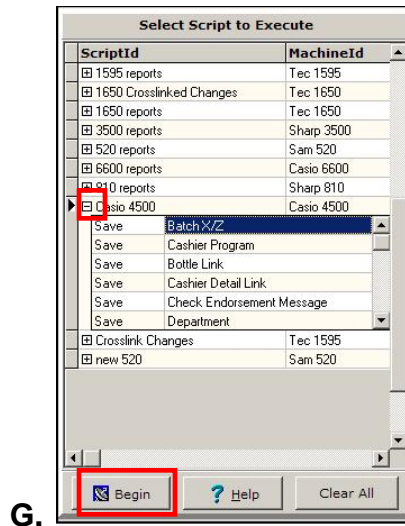 Select Script to Execute
ScriptId MachineId
1595 reports Tec 1595
1650 Crosslinked Changes Tec 1650
1650 reports Tec 1650
3500 reports Sharp 3500
520 reports Sam 520
6600 reports Casio 6600
810 reports Sharp 810
Casio 4500 Casio 4500
Save Batch X/Z
Save Cashier Program
Save Bottle Link
Save Cashier Detail Link
Save Check Endorsement Message
Save Department
Crosslink Changes Tec 1595
new 520 Sam 520
Begin ? Help Clear All
G.